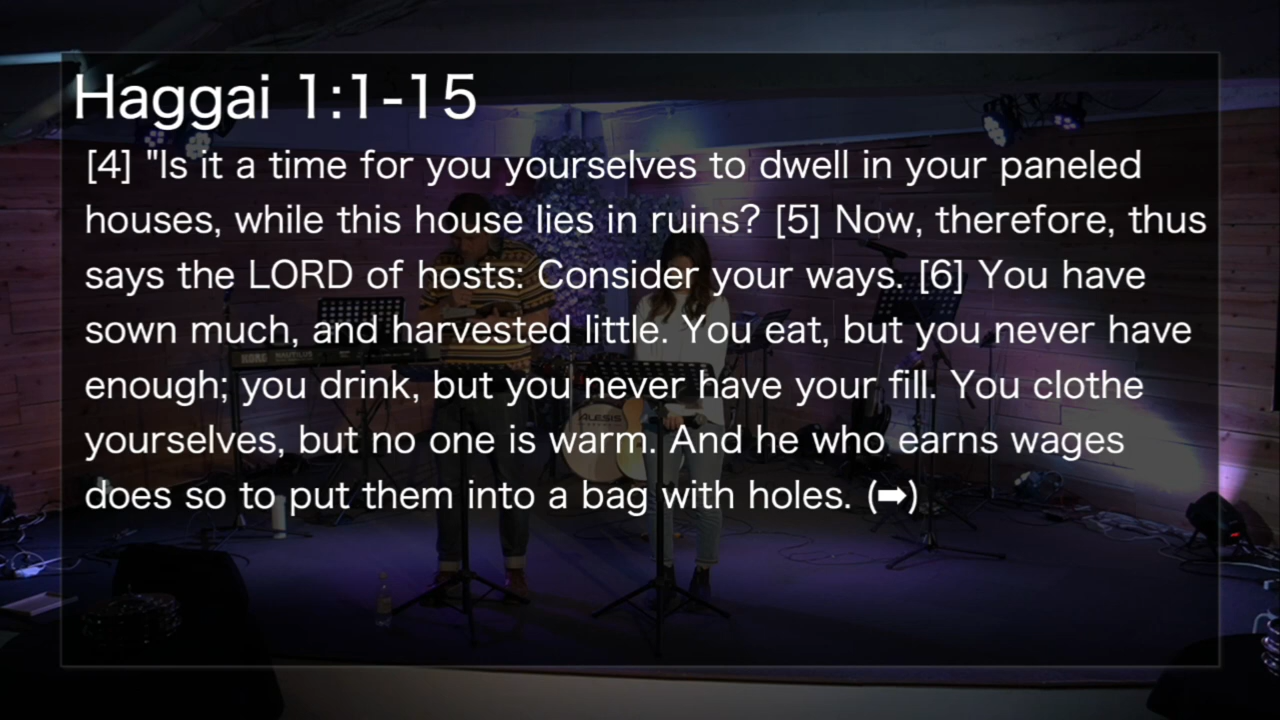 Haggai 1:1-15
[4] "Is it a time for you yourselves to dwell in your paneled
houses, while this house lies in ruins? [5] Now, therefore, thus
says the LORD of hosts: Consider your ways. [6] You have
sown much, and harvested little. You eat, but you never have
enough; you drink, but you never have your fill. You clothe
yourselves, but no one is warm. And he who earns wages
does so to put them into a bag with holes. (➡)
KORG NAUTILUS
ALESIS